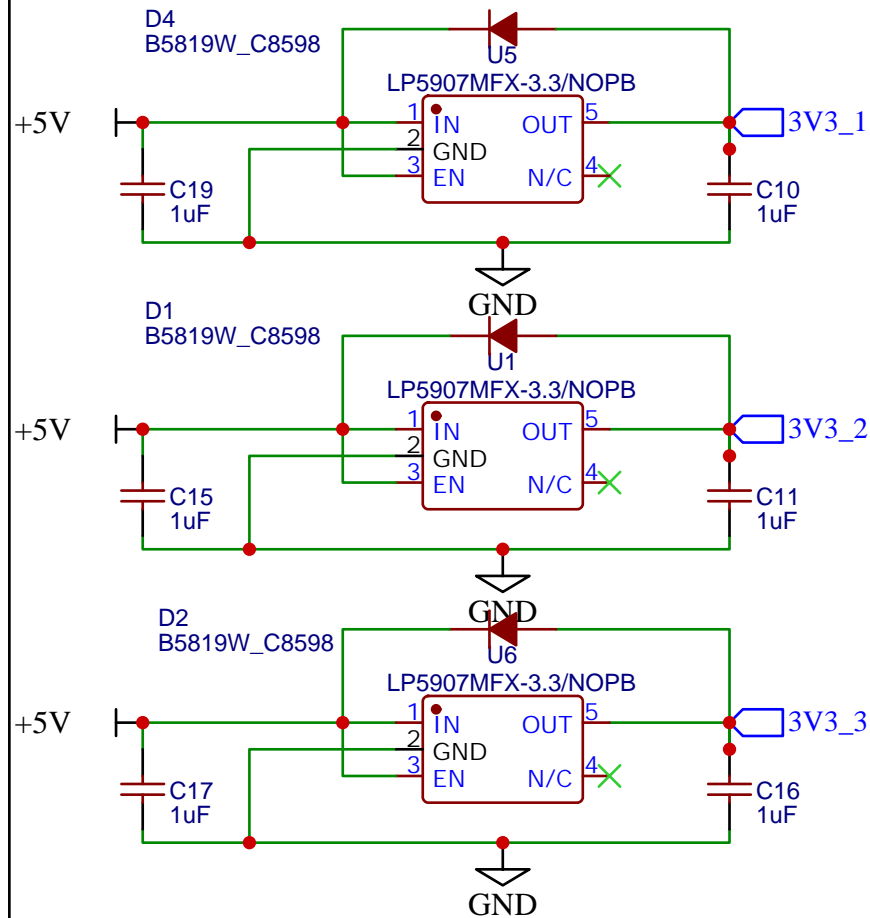 D4
B5819W_C8598
U5
LP5907MFX-3.3/NOPB
+5V
1
IN
OUT
5
3V3_1
2
GND
3
EN
N/C
4
C19
1uF
C10
1uF
GND
D1
B5819W_C8598
U1
LP5907MFX-3.3/NOPB
+5V
1
IN
OUT
5
3V3_2
2
GND
3
EN
N/C
4
C15
1uF
C11
1uF
GND
D2
B5819W_C8598
U6
LP5907MFX-3.3/NOPB
+5V
1
IN
OUT
5
3V3_3
2
GND
3
EN
N/C
4
C17
1uF
C16
1uF
GND